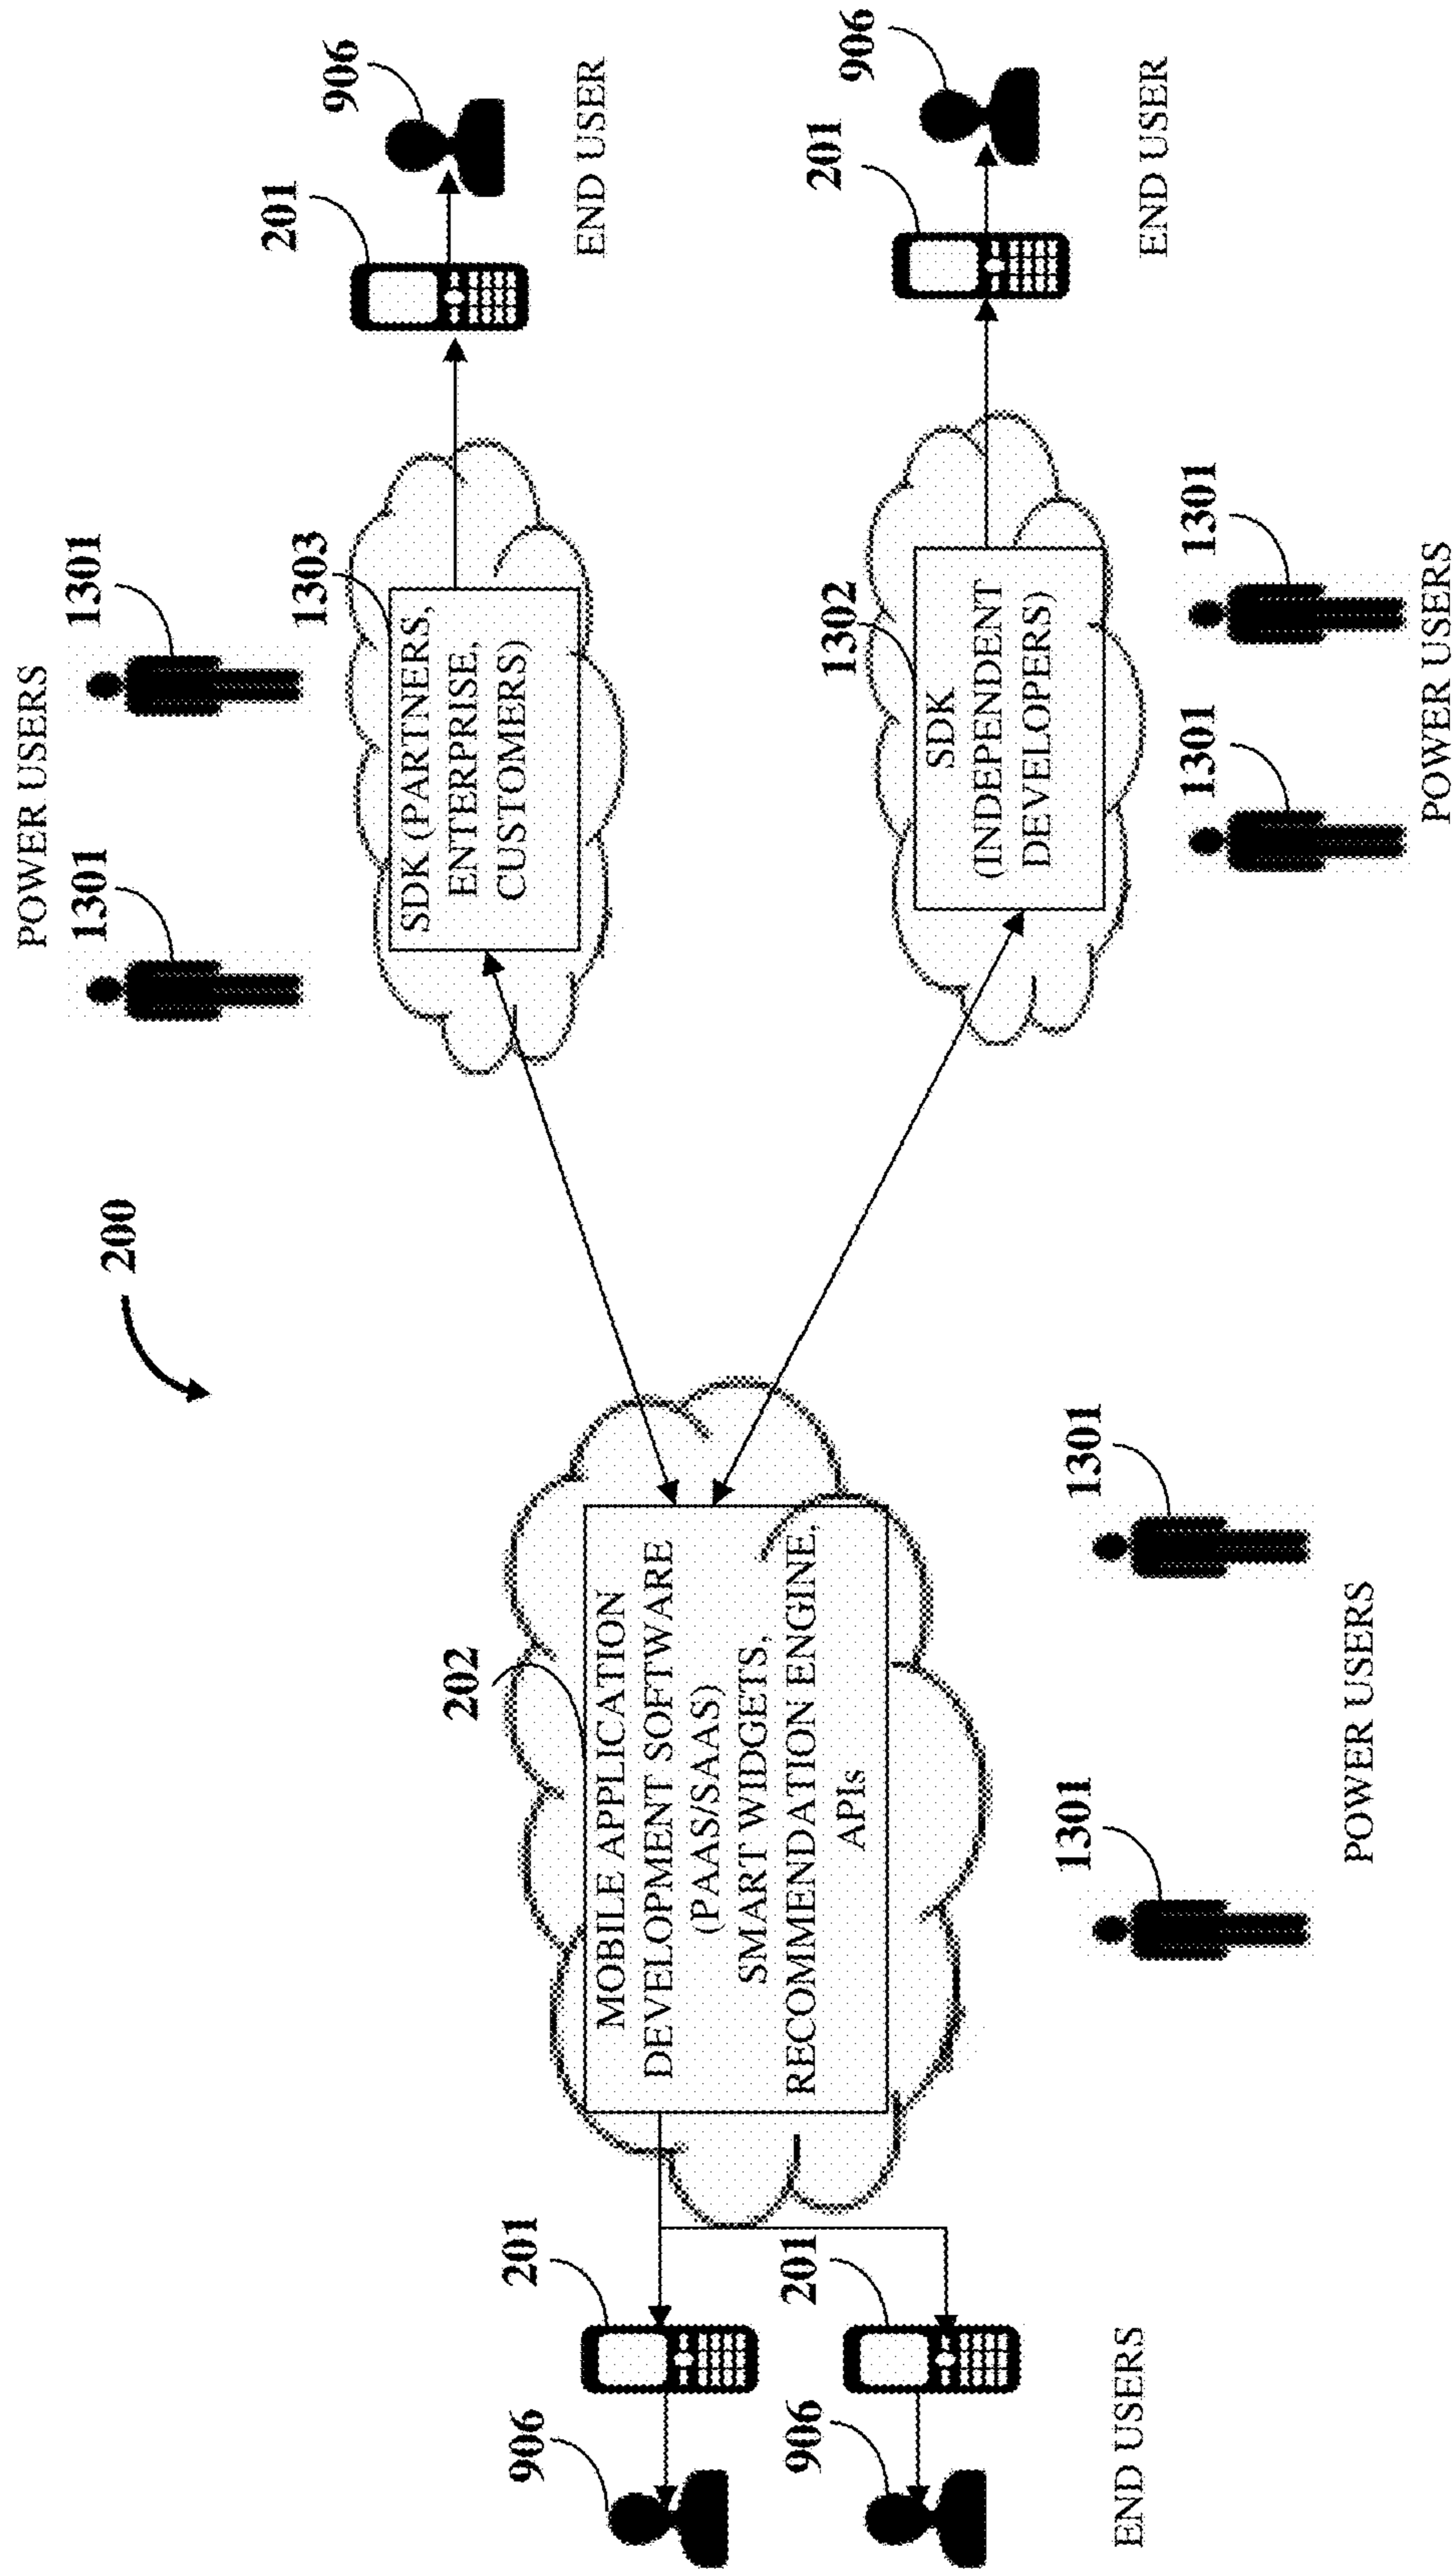 POWER USERS
1301
1301
200
201
906
1303
SDK (PARTNERS,
ENTERPRISE,
CUSTOMERS)
END USER
202
906
201
MOBILE APPLICATION
DEVELOPMENT SOFTWARE
(PAAS/SAAS)
SMART WIDGETS,
RECOMMENDATION ENGINE,
APIs
906
201
1302
201
906
SDK
(INDEPENDENT
DEVELOPERS)
END USERS
1301
1301
END USER
1301
1301
POWER USERS
POWER USERS